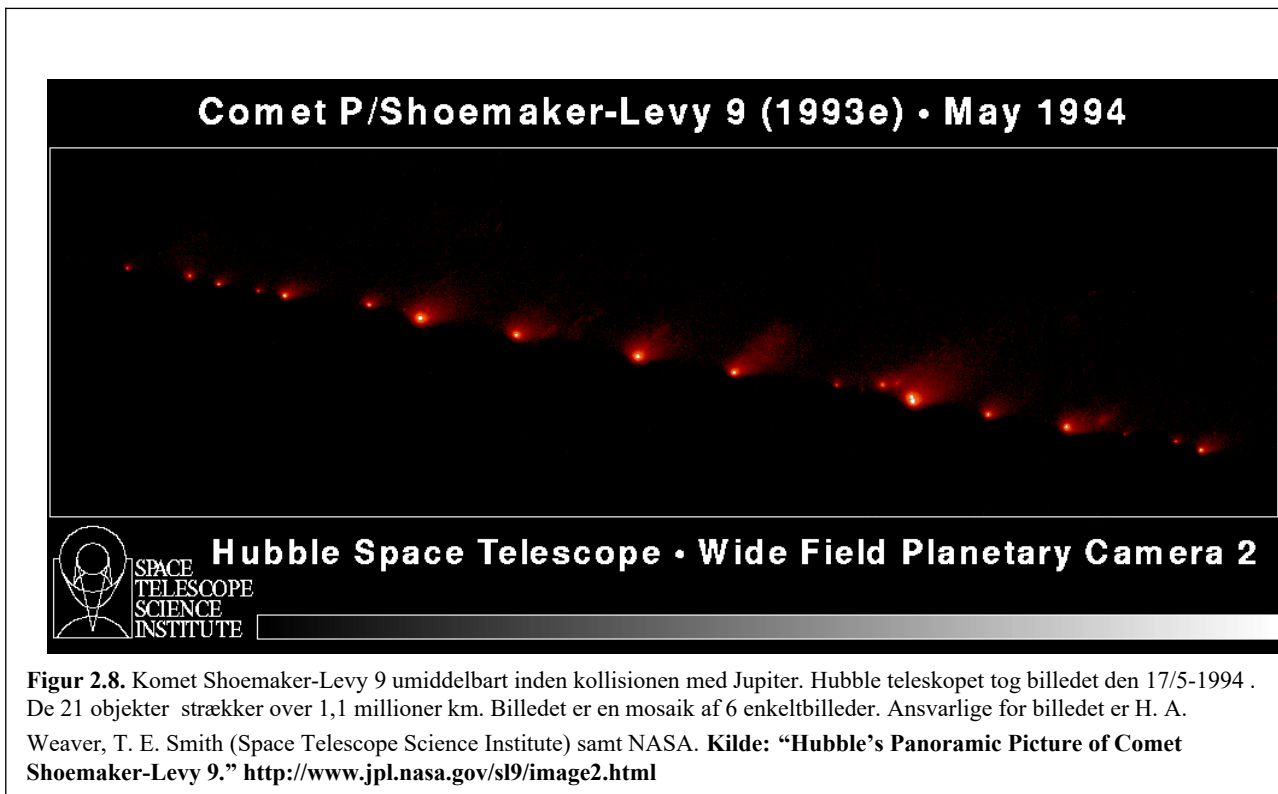 Comet P/Shoemaker-Levy 9 (1993e) • May 1994
Hubble Space Telescope • Wide Field Planetary Camera 2
SPACE
TELESCOPE
SCIENCE
INSTITUTE
Figur 2.8. Komet Shoemaker-Levy 9 umiddelbart inden kollisionen med Jupiter. Hubble teleskopet tog billedet den 17/5-1994 .
De 21 objekter strækker over 1,1 millioner km. Billedet er en mosaik af 6 enkeltbilleder. Ansvarlige for billedet er H. A.
Weaver, T. E. Smith (Space Telescope Science Institute) samt NASA. Kilde: “Hubble’s Panoramic Picture of Comet
Shoemaker-Levy 9.” http://www.jpl.nasa.gov/sl9/image2.html